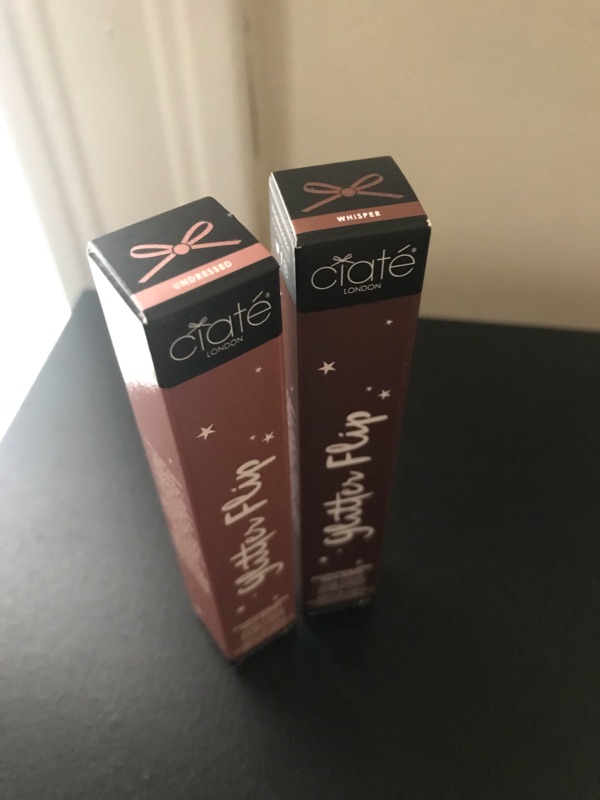 UNDRESSED
ciaté®
LONDON
Glitter Flip
WHISPER
ciaté®
LONDON
Glitter Flip